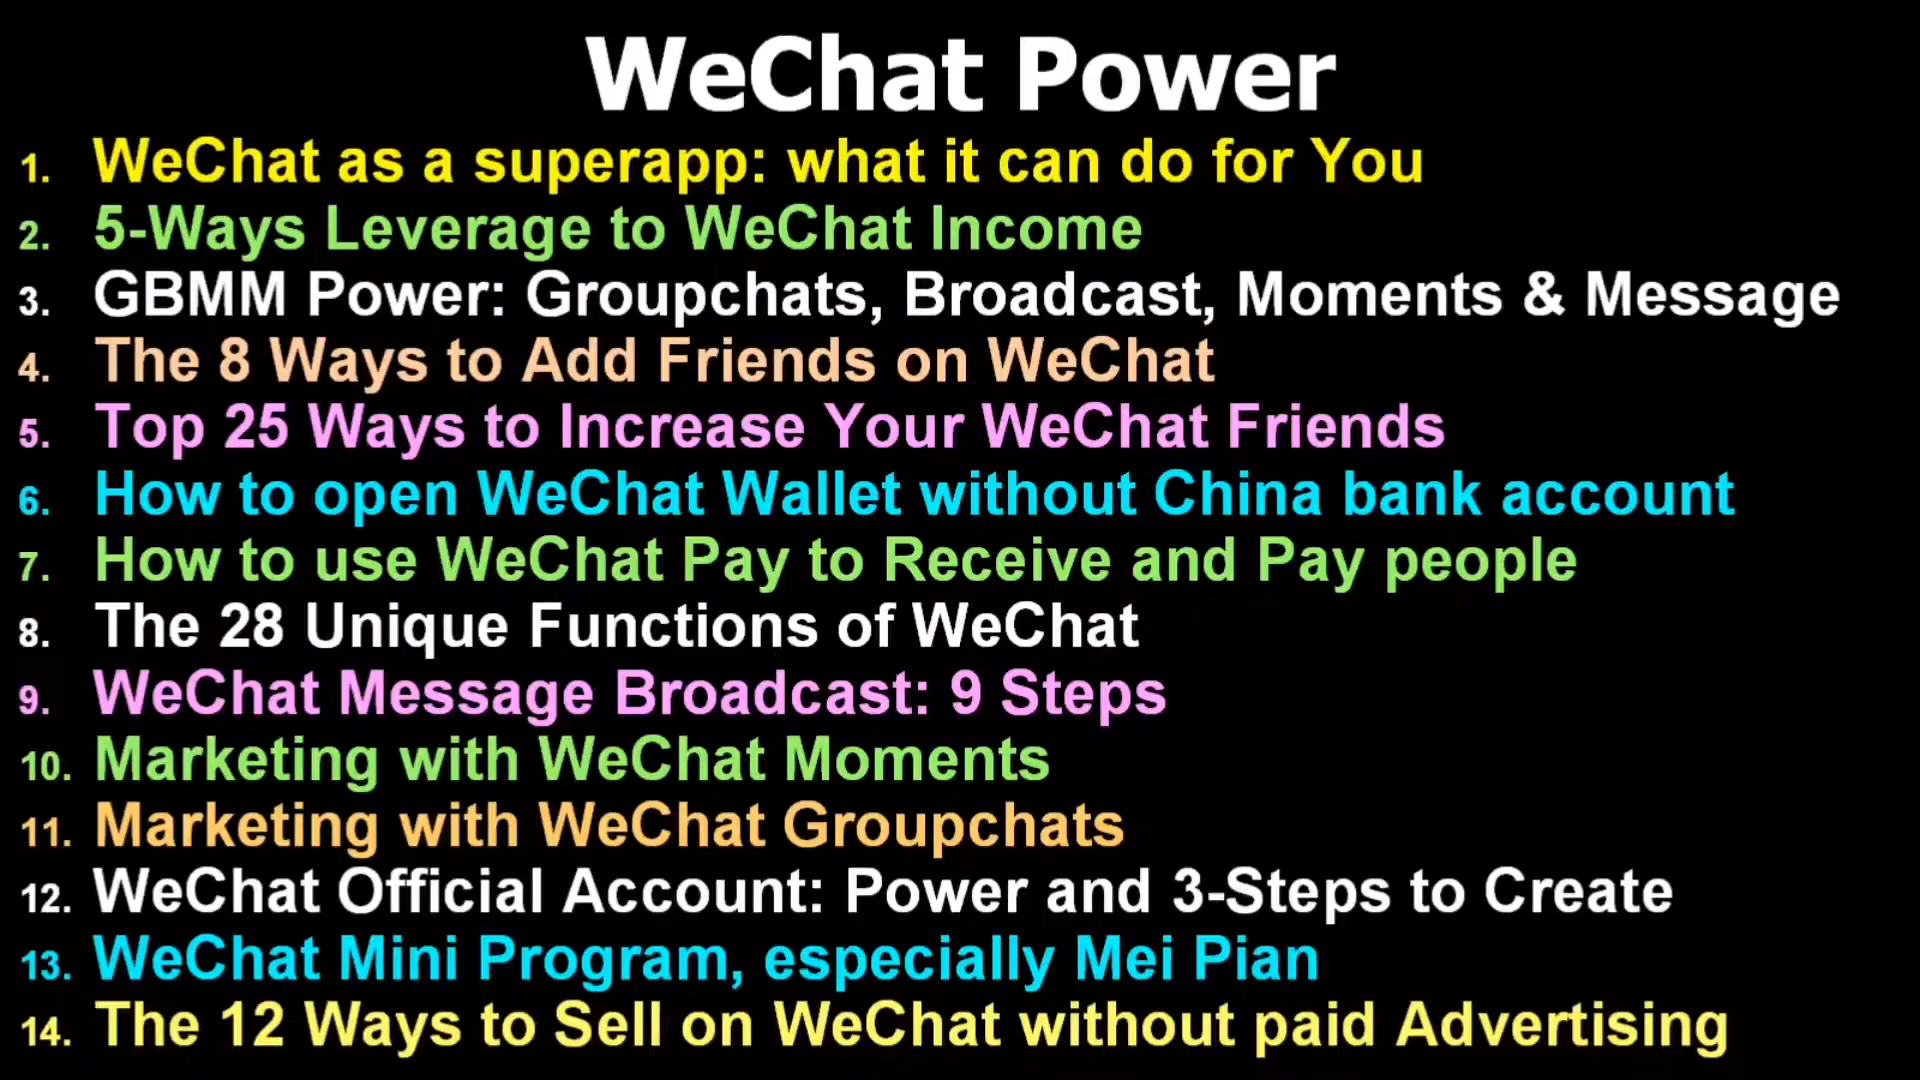 WeChat Power
1. WeChat as a superapp: what it can do for You
2. 5-Ways Leverage to WeChat Income
3. GBMM Power: Groupchats, Broadcast, Moments & Message
4. The 8 Ways to Add Friends on WeChat
5. Top 25 Ways to Increase Your WeChat Friends
6. How to open WeChat Wallet without China bank account
7. How to use WeChat Pay to Receive and Pay people
8. The 28 Unique Functions of WeChat
9. WeChat Message Broadcast: 9 Steps
10. Marketing with WeChat Moments
11. Marketing with WeChat Groupchats
12. WeChat Official Account: Power and 3-Steps to Create
13. WeChat Mini Program, especially Mei Pian
14. The 12 Ways to Sell on WeChat without paid Advertising